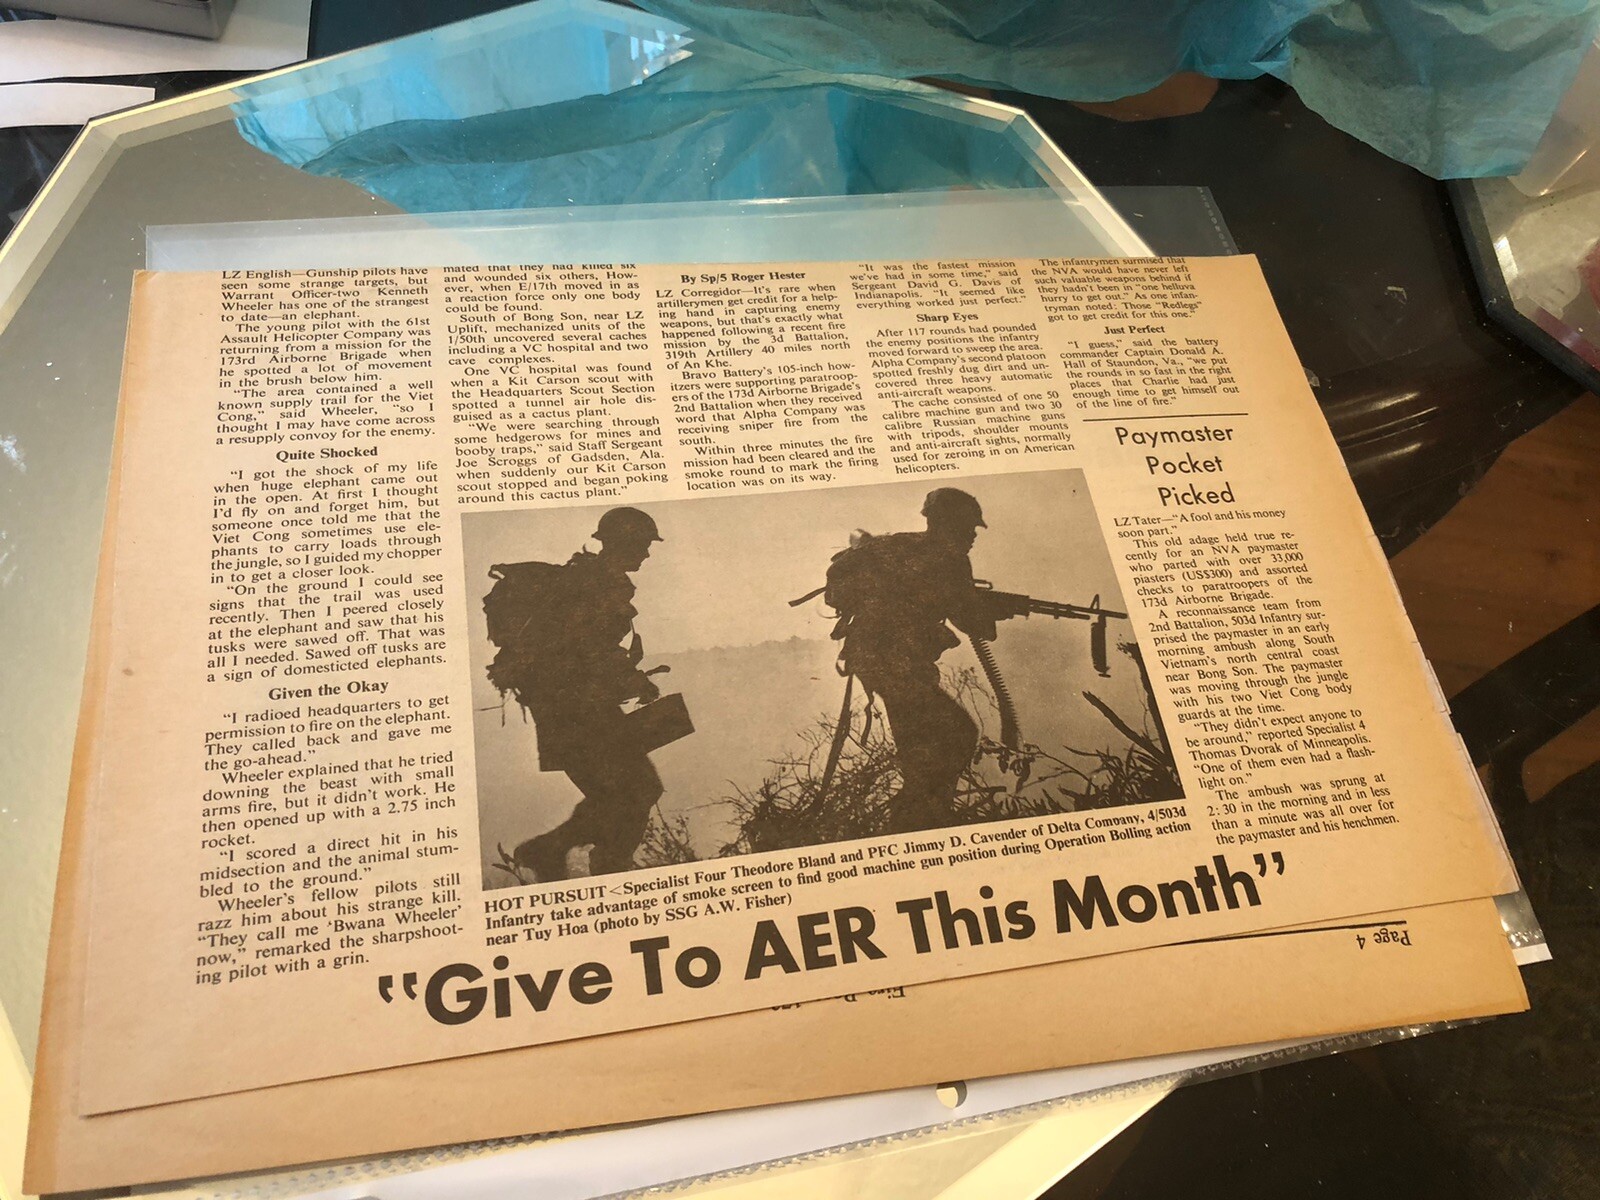 LZ English—Gunship pilots have
seen some strange targets, but
Warrant Officer-two Kenneth
Wheeler has one of the strangest
to date—an elephant.
The young pilot with the 61st
Assault Helicopter Company was
returning from a mission for the
173rd Airborne Brigade when
he spotted a lot of movement
in the brush below him.
"The area contained a well
known supply trail for the Viet
Cong," said Wheeler, "so I
thought I may have come across
a resupply convoy for the enemy.
Quite Shocked
"I got the shock of my life
when huge elephant came out
in the open. At first I thought
I'd fly on and forget him, but
someone once told me that the
Viet Cong sometimes use ele-
phants to carry loads through
the jungle, so I guided my chopper
in to get a closer look.
"On the ground I could see
signs that the trail was used
recently. Then I peered closely
at the elephant and saw that his
tusks were sawed off. That was
all I needed. Sawed off tusks are
a sign of domesticted elephants.
Given the Okay
"I radioed headquarters to get
permission to fire on the elephant.
They called back and gave me
the go-ahead."
Wheeler explained that he tried
downing the beast with small
arms fire, but it didn't work. He
then opened up with a 2.75 inch
rocket.
"I scored a direct hit in his
midsection and the animal stum-
bled to the ground."
Wheeler's fellow pilots still
razz him about his strange kill.
"They call me 'Bwana Wheeler'
now," remarked the sharpshoot-
ing pilot with a grin.
mated that they had killed six
and wounded six others, How-
ever, when E/17th moved in as
a reaction force only one body
could be found.
South of Bong Son, near LZ
Uplift, mechanized units of the
1/50th uncovered several caches
including a VC hospital and two
cave complexes.
One VC hospital was found
when a Kit Carson scout with
the Headquarters Scout Section
spotted a tunnel air hole dis-
guised as a cactus plant.
"We were searching through
some hedgerows for mines and
booby traps," said Staff Sergeant
Joe Scroggs of Gadsden, Ala.
when suddenly our Kit Carson
scout stopped and began poking
around this cactus plant."
By Sp/5 Roger Hester
LZ Corregidor—It's rare when
artillerymen get credit for a help-
ing hand in capturing enemy
weapons, but that's exactly what
happened following a recent fire
mission by the 3d Battalion,
319th Artillery 40 miles north
of An Khe.
Bravo Battery's 105-inch how-
itzers were supporting paratroop-
ers of the 173d Airborne Brigade's
2nd Battalion when they received
word that Alpha Company was
receiving sniper fire from the
south.
Within three minutes the fire
mission had been cleared and the
smoke round to mark the firing
location was on its way.
"It was the fastest mission
we've had in some time," said
Sergeant David G. Davis of
Indianapolis. "It seemed like
everything worked just perfect."
Sharp Eyes
After 117 rounds had pounded
the enemy positions the infantry
moved forward to sweep the area.
Alpha Company's second platoon
spotted freshly dug dirt and un-
covered three heavy automatic
anti-aircraft weapons.
The cache consisted of one 50
calibre machine gun and two 30
calibre Russian machine guns
with tripods, shoulder mounts
and anti-aircraft sights, normally
used for zeroing in on American
helicopters.
The infantrymen surmised that
the NVA would have never left
such valuable weapons behind if
they hadn't been in "one helluva
hurry to get out." As one infan-
tryman noted: Those "Redlegs"
got to get credit for this one."
Just Perfect
"I guess," said the battery
commander Captain Donald A.
Hall of Staundon, Va., "we put
the rounds in so fast in the right
places that Charlie had just
enough time to get himself out
of the line of fire."
Paymaster
Pocket
Picked
LZ Tater—"A fool and his money
soon part."
This old adage held true re-
cently for an NVA paymaster
who parted with over 33,000
piasters (US$300) and assorted
checks to paratroopers of the
173d Airborne Brigade.
A reconnaissance team from
2nd Battalion, 503d Infantry sur-
prised the paymaster in an early
morning ambush along South
Vietnam's north central coast
near Bong Son. The paymaster
was moving through the jungle
with his two Viet Cong body
guards at the time.
"They didn't expect anyone to
be around," reported Specialist 4
Thomas Dvorak of Minneapolis.
"One of them even had a flash-
light on."
The ambush was sprung at
2:30 in the morning and in less
than a minute was all over for
the paymaster and his henchmen.
HOT PURSUIT<Specialist Four Theodore Bland and PFC Jimmy D. Cavender of Delta Company, 4/503d
Infantry take advantage of smoke screen to find good machine gun position during Operation Bolling action
near Tuy Hoa (photo by SSG A.W. Fisher)
"Give To AER This Month"
Page 4